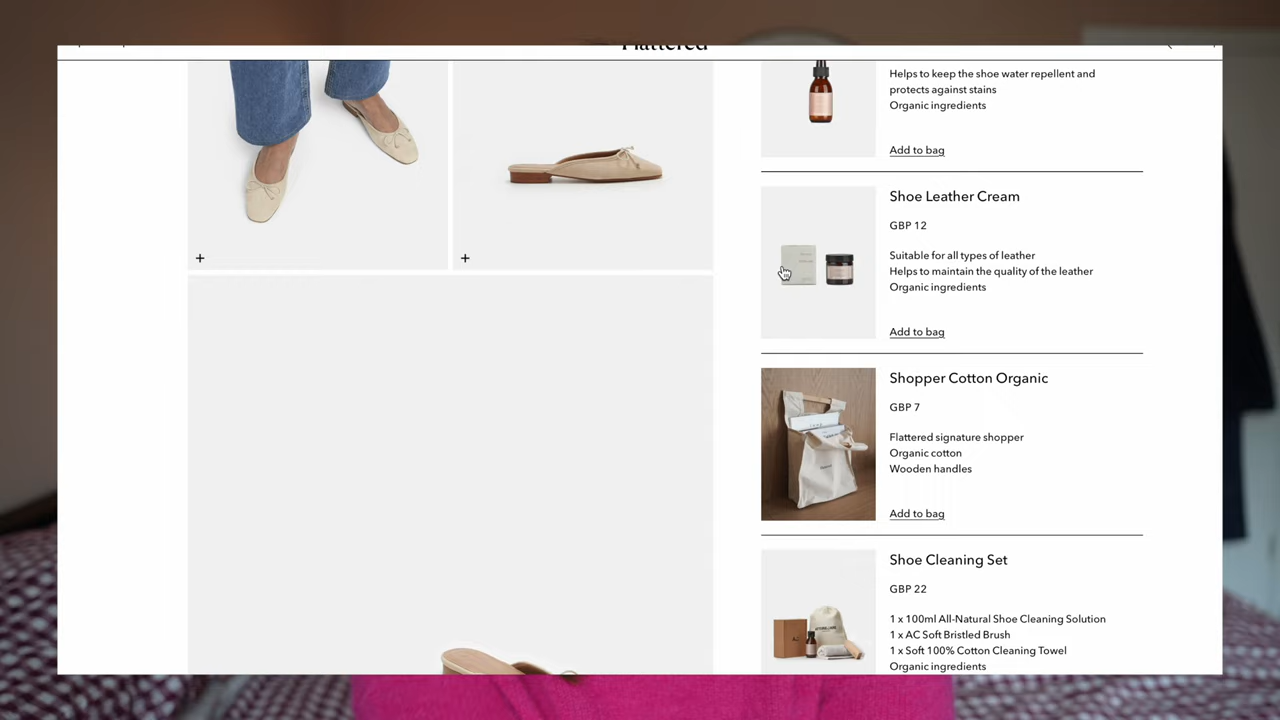 Flattered
Helps to keep the shoe water repellent and
protects against stains
Organic ingredients
Add to bag
Shoe Leather Cream
GBP 12
Suitable for all types of leather
Helps to maintain the quality of the leather
Organic ingredients
Add to bag
Shopper Cotton Organic
GBP 7
Flattered signature shopper
Organic cotton
Wooden handles
Add to bag
Shoe Cleaning Set
GBP 22
1 x 100ml All-Natural Shoe Cleaning Solution
1 x AC Soft Bristled Brush
1 x Soft 100% Cotton Cleaning Towel
Organic ingredients